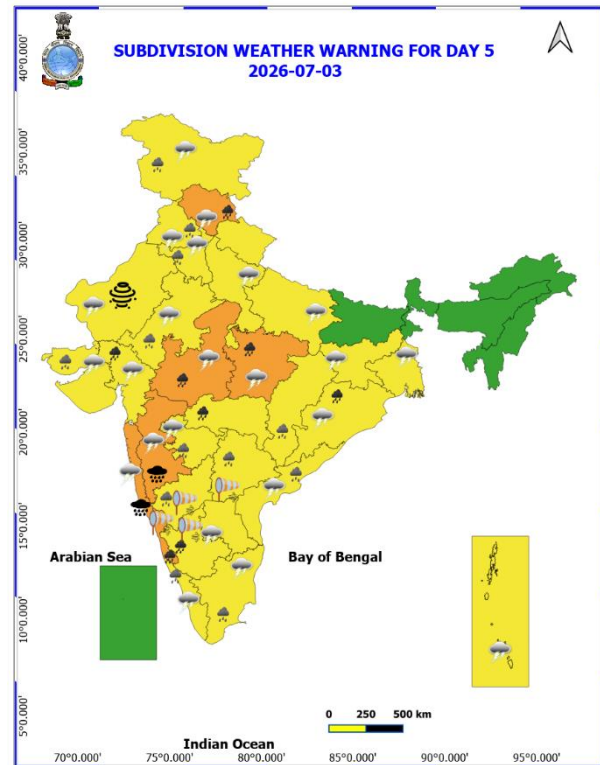 SUBDIVISION WEATHER WARNING FOR DAY 5
2026-07-03
40°0.000'
35°0.000'
30°0.000'
25°0.000'
20°0.000'
15°0.000'
10°0.000'
5°0.000'
Arabian Sea
Bay of Bengal
0 250 500 km
Indian Ocean
70°0.000' 75°0.000' 80°0.000' 85°0.000' 90°0.000' 95°0.000'